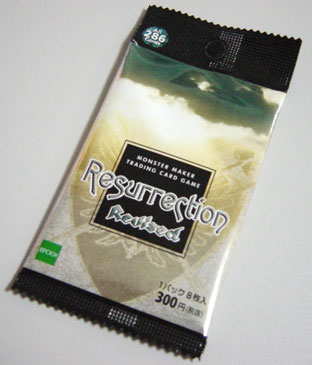 286
MONSTER MAKER
TRADING CARD GAME
Resurrection
Revised
EPOCH
1パック8枚入
300円(税抜)